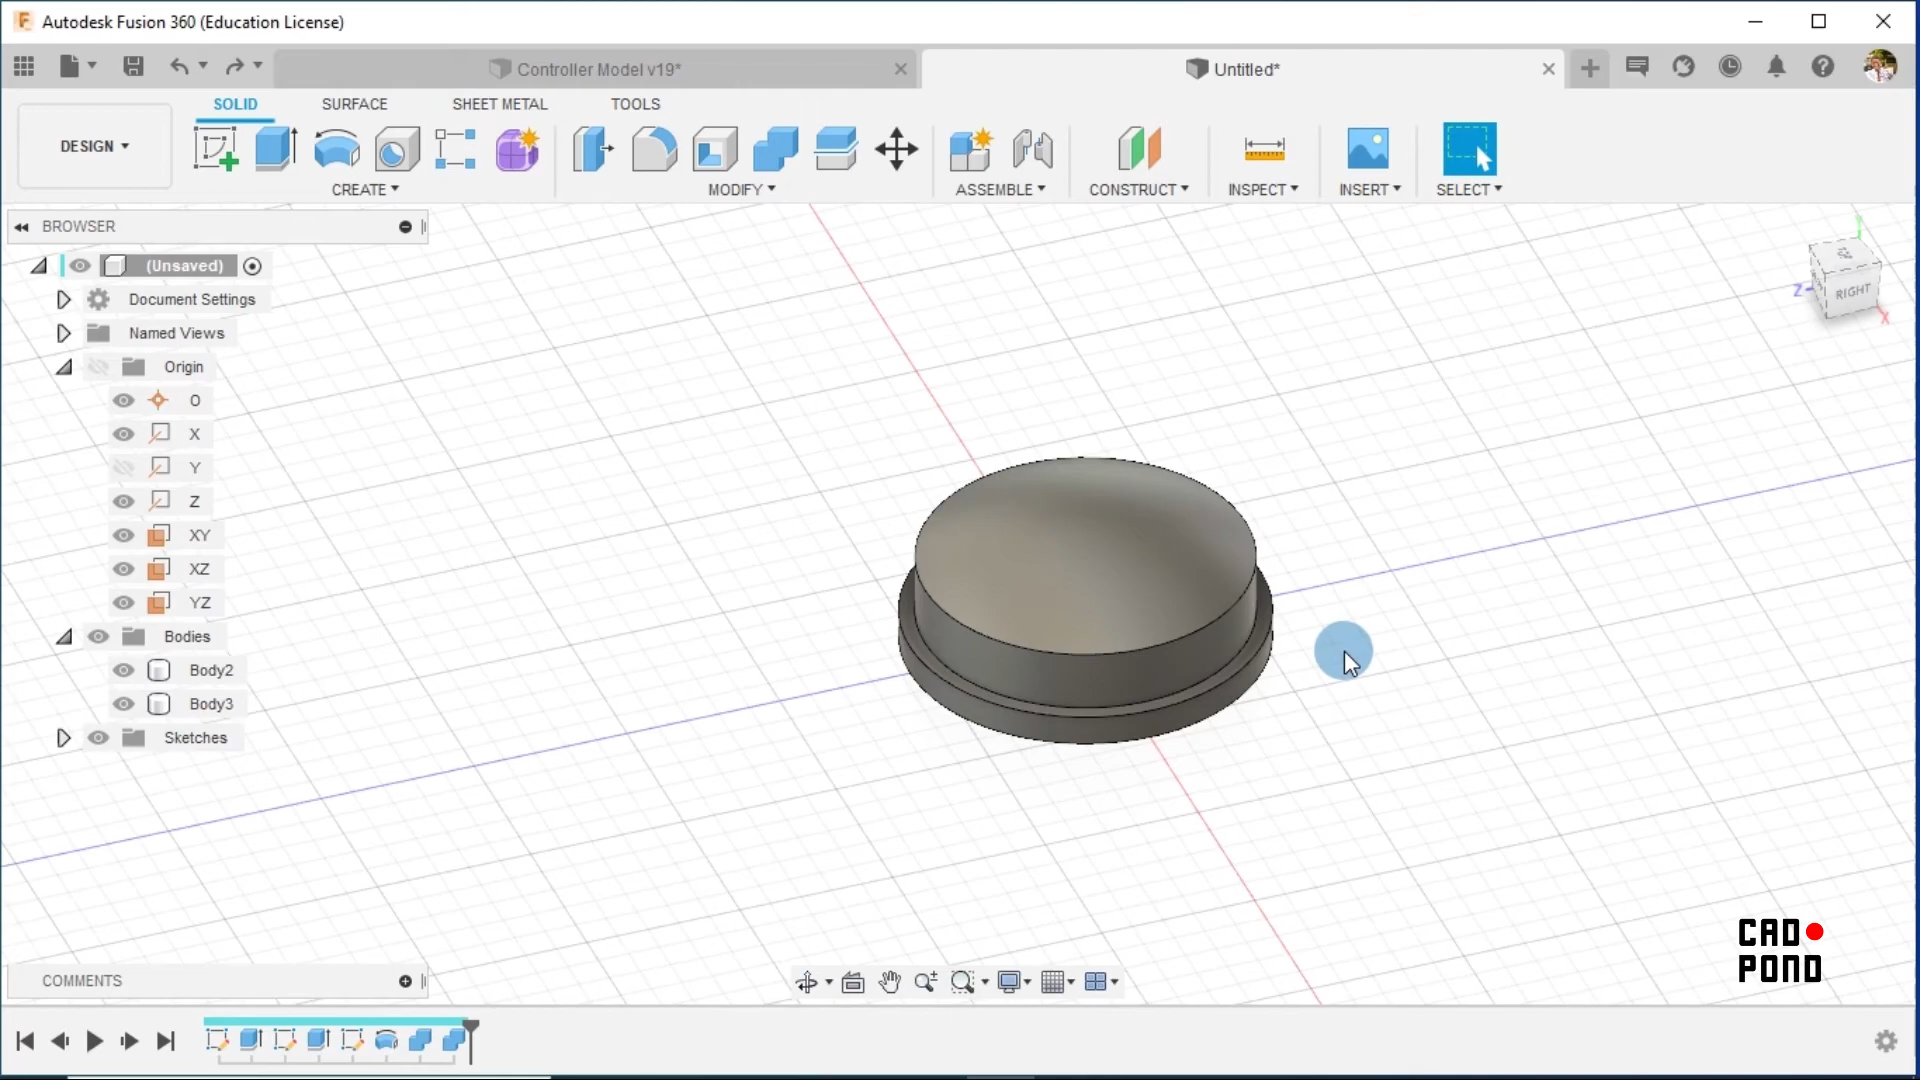 Autodesk Fusion 360 (Education License)
Controller Model v19*
Untitled*
SOLID SURFACE SHEET METAL TOOLS
DESIGN
CREATE MODIFY ASSEMBLE CONSTRUCT INSPECT INSERT SELECT
BROWSER
(Unsaved)
Document Settings
Named Views
Origin
O
X
Y
Z
XY
XZ
YZ
Bodies
Body2
Body3
Sketches
Z
RIGHT
X
COMMENTS
CAD
POND